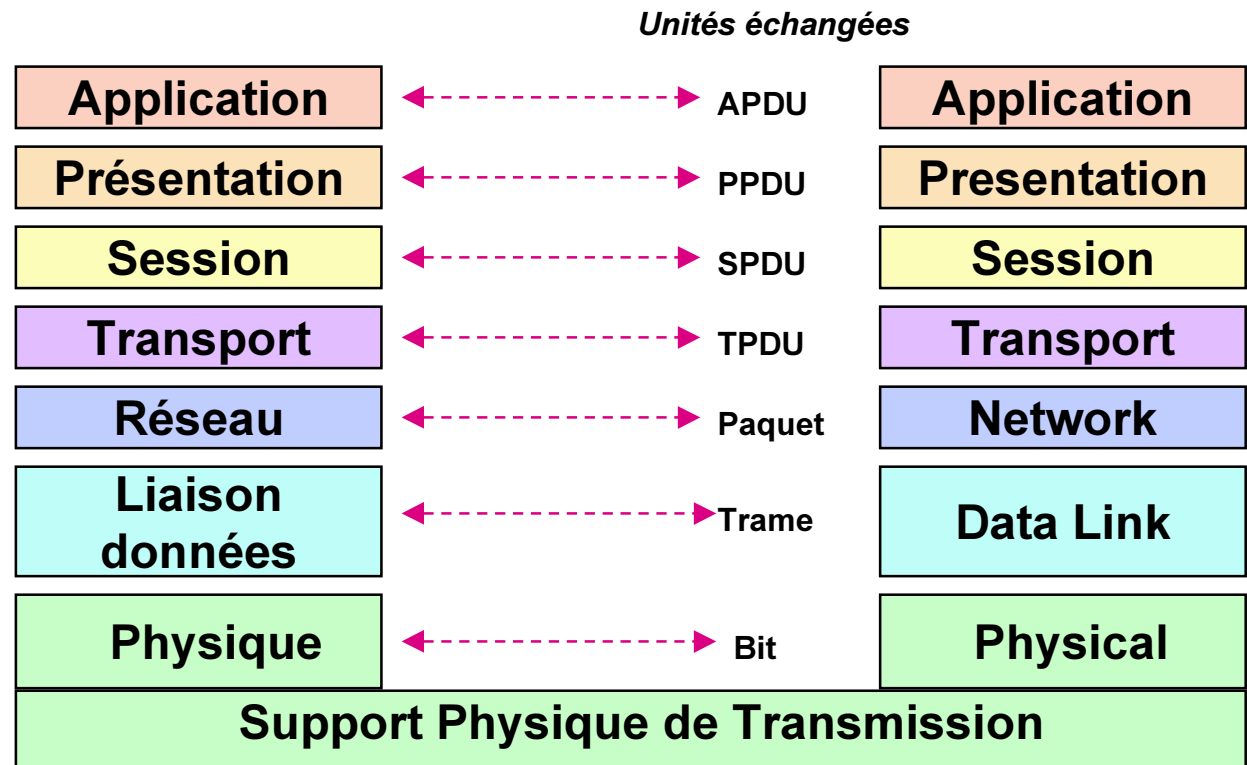 Unités échangées
Application APDU Application
Présentation PPDU Presentation
Session SPDU Session
Transport TPDU Transport
Réseau Paquet Network
Liaison
données Trame Data Link
Physique Bit Physical
Support Physique de Transmission